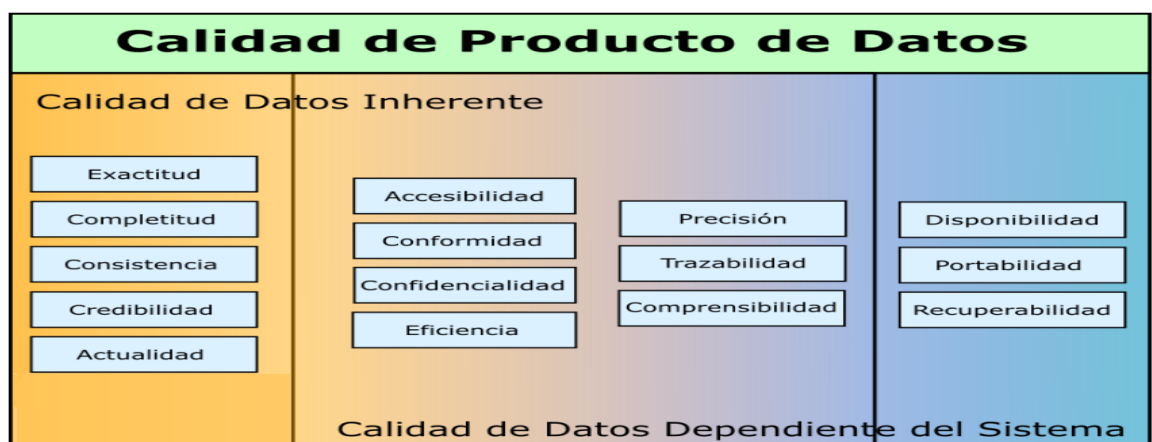 Calidad de Producto de Datos
Calidad de Datos Inherente
Exactitud
Completitud
Consistencia
Credibilidad
Actualidad
Accesibilidad
Conformidad
Confidencialidad
Eficiencia
Precisión
Trazabilidad
Comprensibilidad
Disponibilidad
Portabilidad
Recuperabilidad
Calidad de Datos Dependiente del Sistema